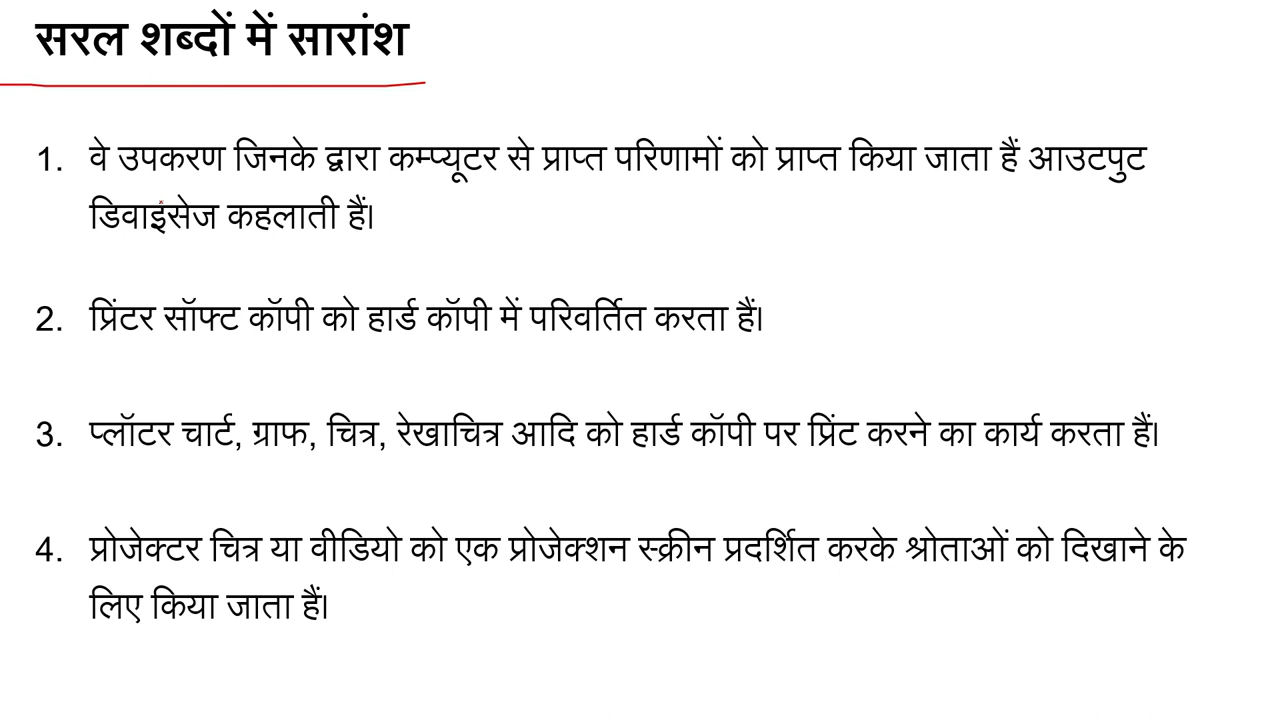 सरल शब्दों में सारांश
1. वे उपकरण जिनके द्वारा कम्प्यूटर से प्राप्त परिणामों को प्राप्त किया जाता हैं आउटपुट
डिवाइंसेज कहलाती हैं।
2. प्रिंटर सॉफ्ट कॉपी को हार्ड कॉपी में परिवर्तित करता हैं।
3. प्लॉटर चार्ट, ग्राफ, चित्र, रेखाचित्र आदि को हार्ड कॉपी पर प्रिंट करने का कार्य करता हैं।
4. प्रोजेक्टर चित्र या वीडियो को एक प्रोजेक्शन स्क्रीन प्रदर्शित करके श्रोताओं को दिखाने के
लिए किया जाता हैं।